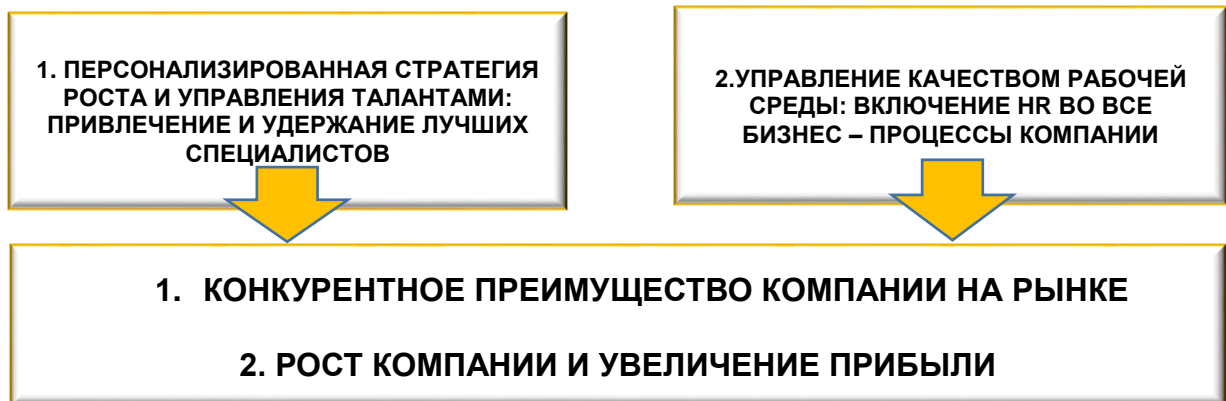 1. ПЕРСОНАЛИЗИРОВАННАЯ СТРАТЕГИЯ
РОСТА И УПРАВЛЕНИЯ ТАЛАНТАМИ:
ПРИВЛЕЧЕНИЕ И УДЕРЖАНИЕ ЛУЧШИХ
СПЕЦИАЛИСТОВ
2.УПРАВЛЕНИЕ КАЧЕСТВОМ РАБОЧЕЙ
СРЕДЫ: ВКЛЮЧЕНИЕ HR ВО ВСЕ
БИЗНЕС – ПРОЦЕССЫ КОМПАНИИ
1. КОНКУРЕНТНОЕ ПРЕИМУЩЕСТВО КОМПАНИИ НА РЫНКЕ
2. РОСТ КОМПАНИИ И УВЕЛИЧЕНИЕ ПРИБЫЛИ